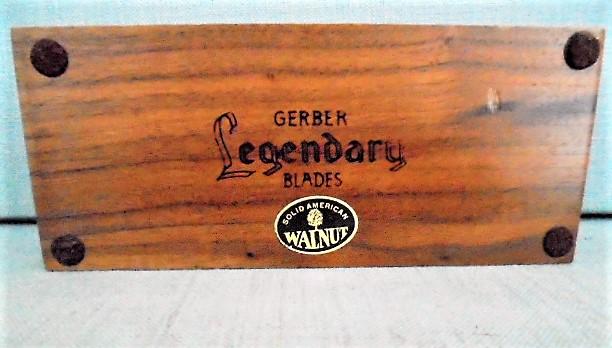 GERBER
Legendary
BLADES
SOLID AMERICAN
WALNUT